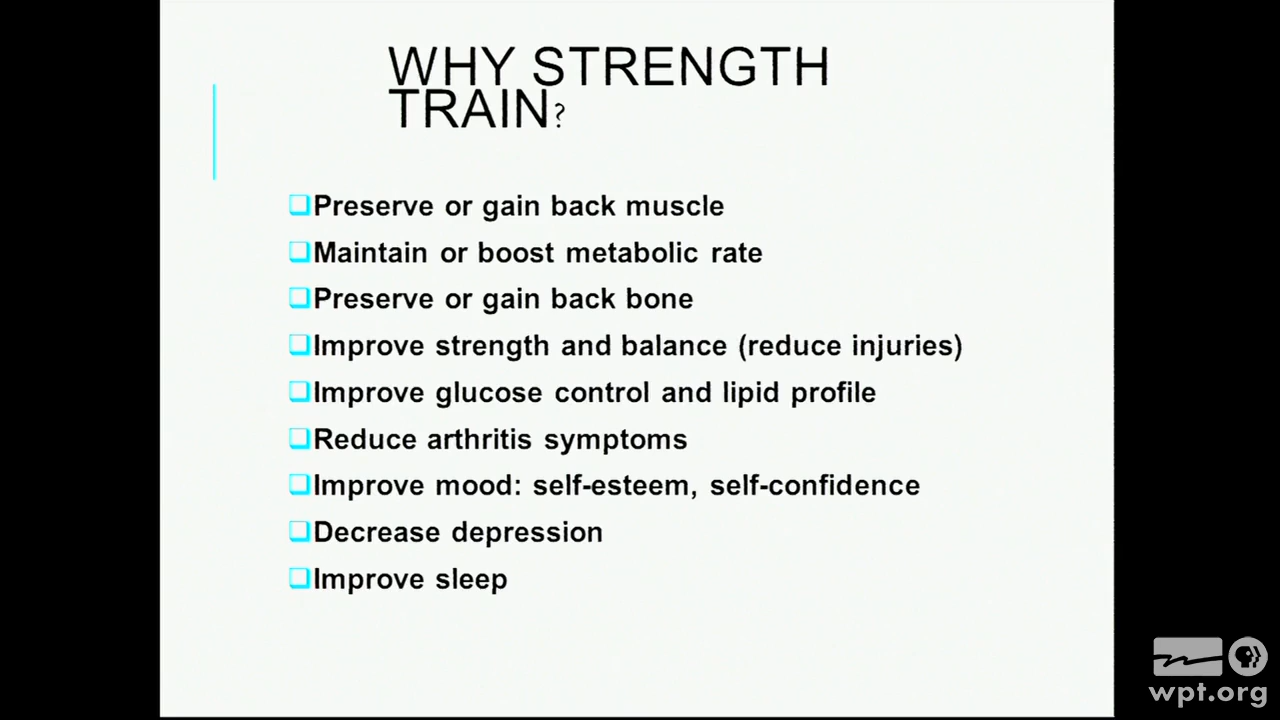 WHY STRENGTH
TRAIN?
Preserve or gain back muscle
Maintain or boost metabolic rate
Preserve or gain back bone
Improve strength and balance (reduce injuries)
Improve glucose control and lipid profile
Reduce arthritis symptoms
Improve mood: self-esteem, self-confidence
Decrease depression
Improve sleep
wpt.org